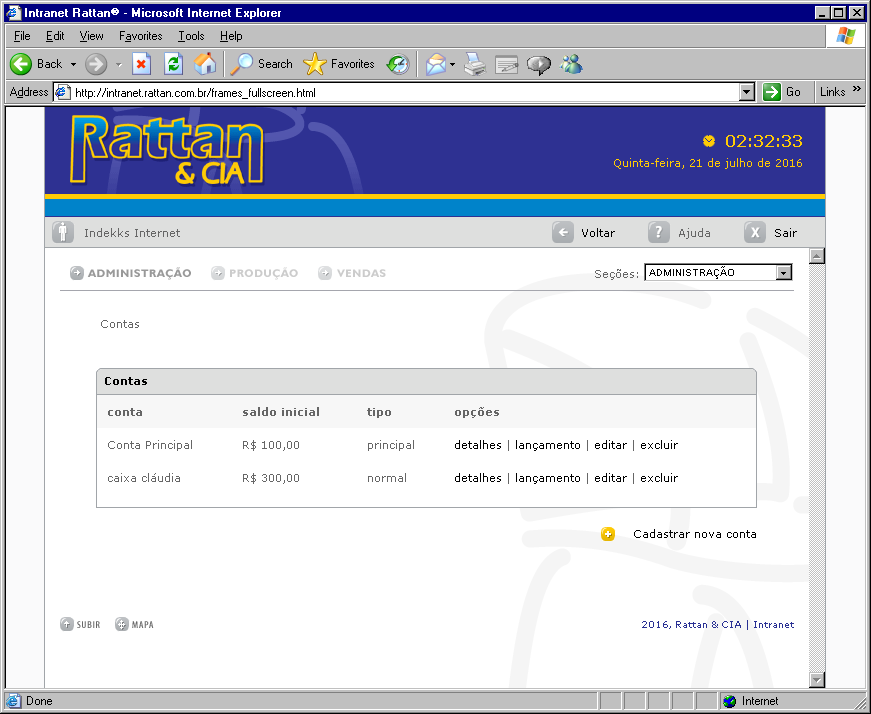 Intranet Rattan® - Microsoft Internet Explorer
File Edit View Favorites Tools Help
Back Search Favorites
Address http://intranet.rattan.com.br/frames_fullscreen.html Go Links »
Rattan
& CIA
02:32:33
Quinta-feira, 21 de julho de 2016
Indekks Internet Voltar ? Ajuda X Sair
ADMINISTRAÇÃO PRODUÇÃO VENDAS Seções: ADMINISTRAÇÃO
Contas
Contas
conta saldo inicial tipo opções
Conta Principal R$ 100,00 principal detalhes | lançamento | editar | excluir
caixa cláudia R$ 300,00 normal detalhes | lançamento | editar | excluir
Cadastrar nova conta
SUBIR MAPA 2016, Rattan & CIA | Intranet
Done Internet